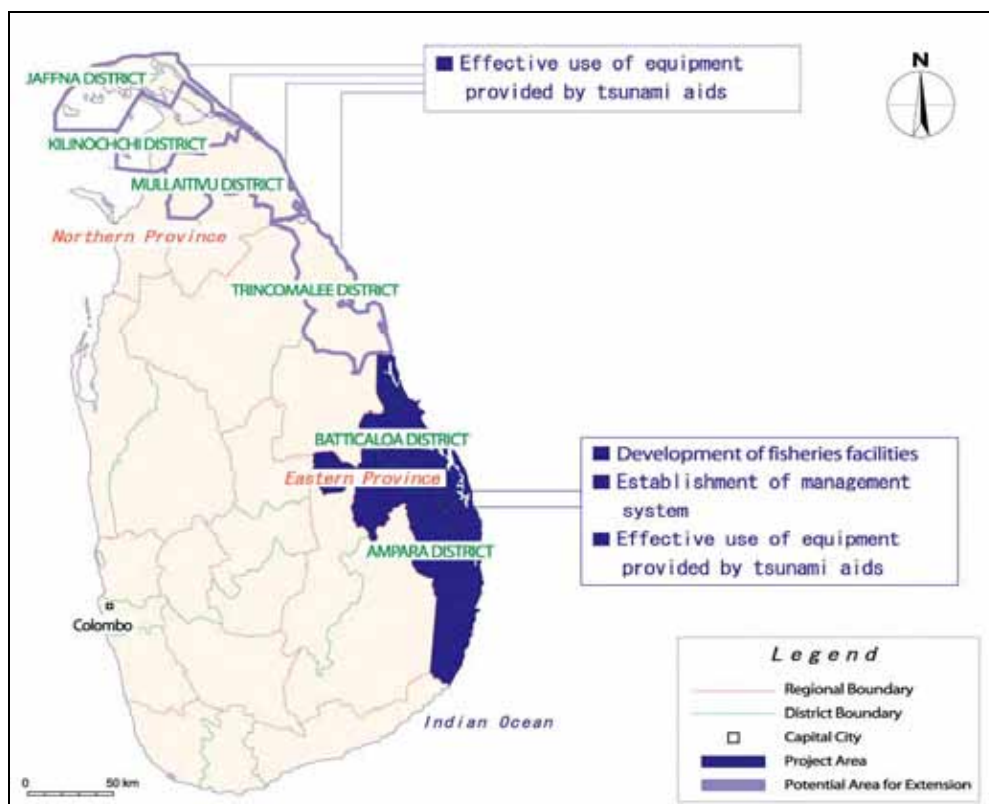 ■ Effective use of equipment
provided by tsunami aids
N
JAFFNA DISTRICT
KILINOCHCHI DISTRICT
MULLAITIVU DISTRICT
Northern Province
TRINCOMALEE DISTRICT
BATTICALOA DISTRICT
Eastern Province
AMPARA DISTRICT
■ Development of fisheries facilities
■ Establishment of management
system
■ Effective use of equipment
provided by tsunami aids
Colombo
Indian Ocean
Legend
Regional Boundary
District Boundary
Capital City
Project Area
Potential Area for Extension
0 50 km